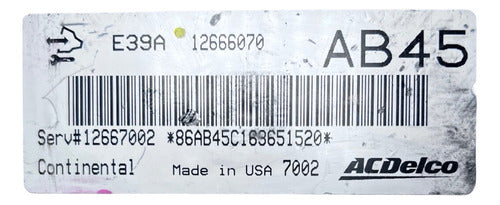 E39A 12666070 AB45
Serv#12667002 *86AB45C163651520*
Continental Made in USA 7002 ACDelco